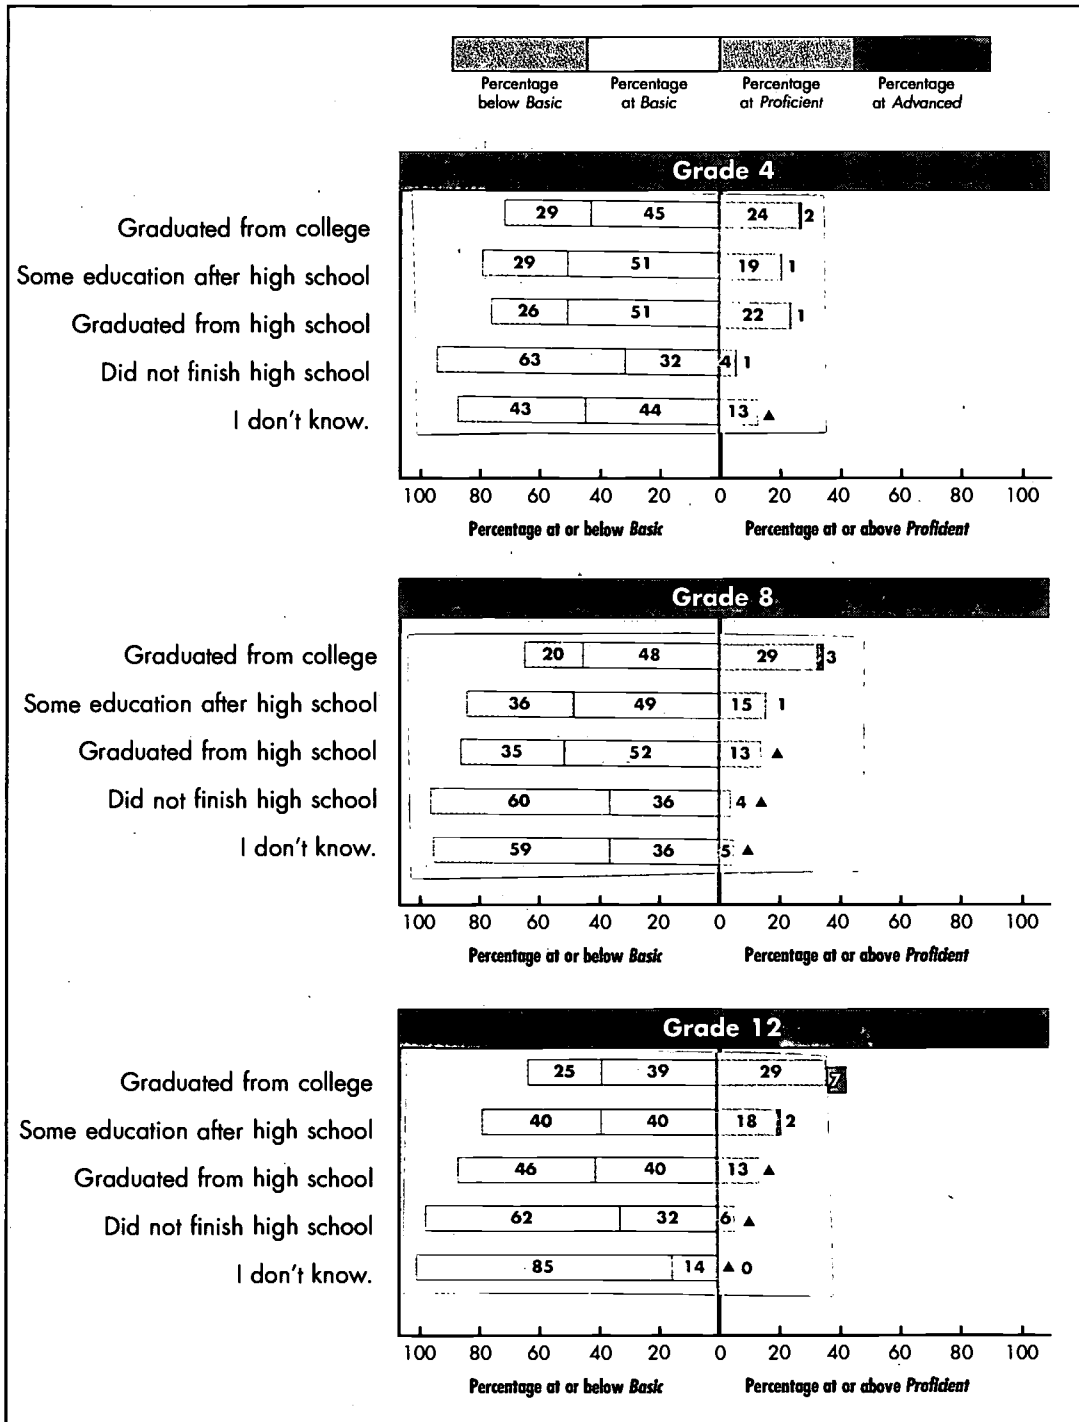 Percentage below Basic
Percentage at Basic
Percentage at Proficient
Percentage at Advanced
Grade 4
Graduated from college 29 45 24 2
Some education after high school 29 51 19 1
Graduated from high school 26 51 22 1
Did not finish high school 63 32 4 1
I don't know. 43 44 13 ▲
100 80 60 40 20 0 20 40 60 80 100
Percentage at or below Basic Percentage at or above Proficient
Grade 8
Graduated from college 20 48 29 3
Some education after high school 36 49 15 1
Graduated from high school 35 52 13 ▲
Did not finish high school 60 36 4 ▲
I don't know. 59 36 5 ▲
100 80 60 40 20 0 20 40 60 80 100
Percentage at or below Basic Percentage at or above Proficient
Grade 12
Graduated from college 25 39 29 7
Some education after high school 40 40 18 2
Graduated from high school 46 40 13 ▲
Did not finish high school 62 32 6 ▲
I don't know. 85 14 ▲ 0
100 80 60 40 20 0 20 40 60 80 100
Percentage at or below Basic Percentage at or above Proficient